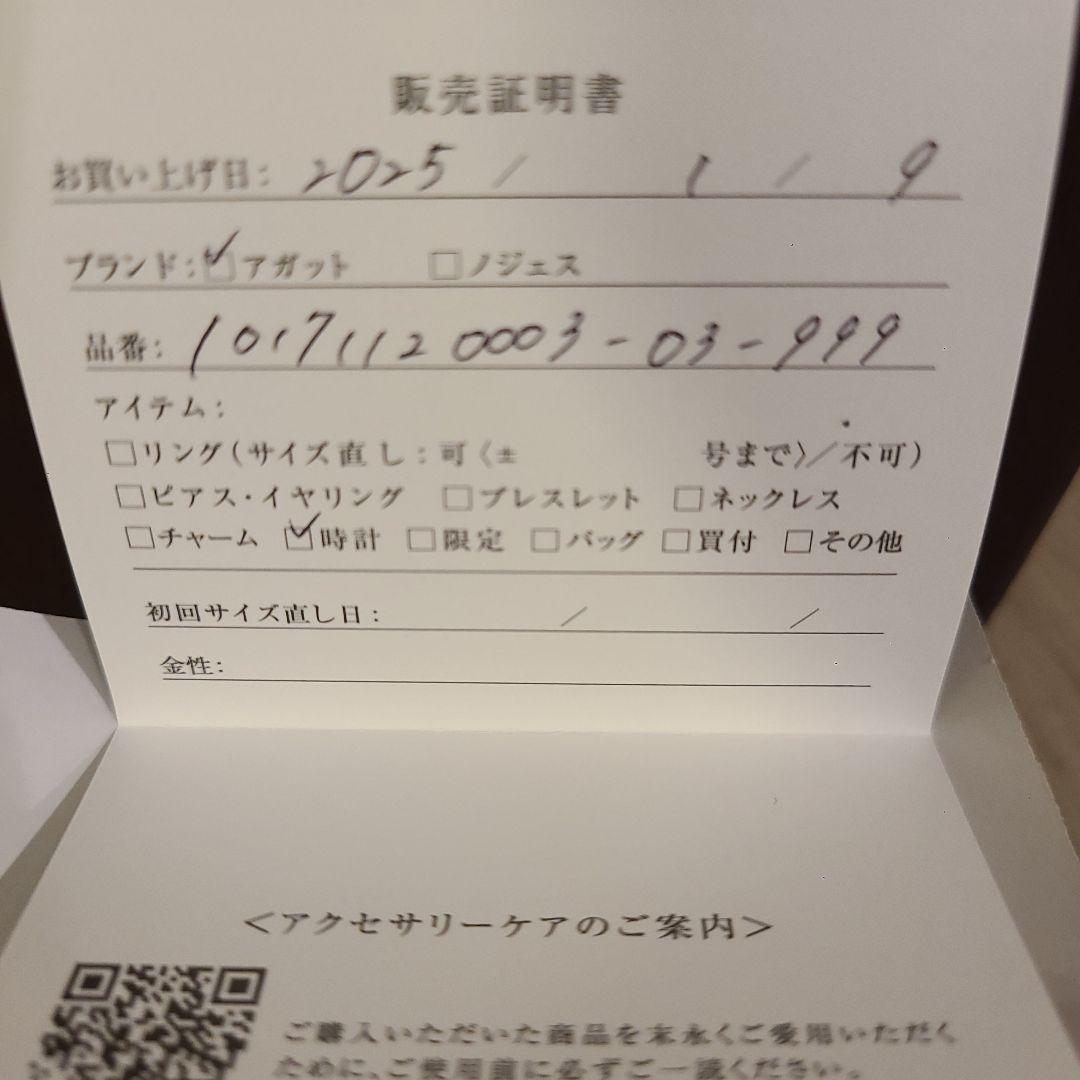 販売証明書
お買い上げ日: 2025 / 1 / 9
ブランド: ☑アガット □ノジェス
品番: 10171120003-03-999
アイテム:
□リング(サイズ直し:可〈± 号まで〉/不可)
□ピアス・イヤリング □ブレスレット □ネックレス
□チャーム ☑時計 □限定 □バッグ □買付 □その他
初回サイズ直し日: / /
金性:
<アクセサリーケアのご案内>
ご購入いただいた商品を末永くご愛用いただく
ために、ご使用前に必ずご一読ください。